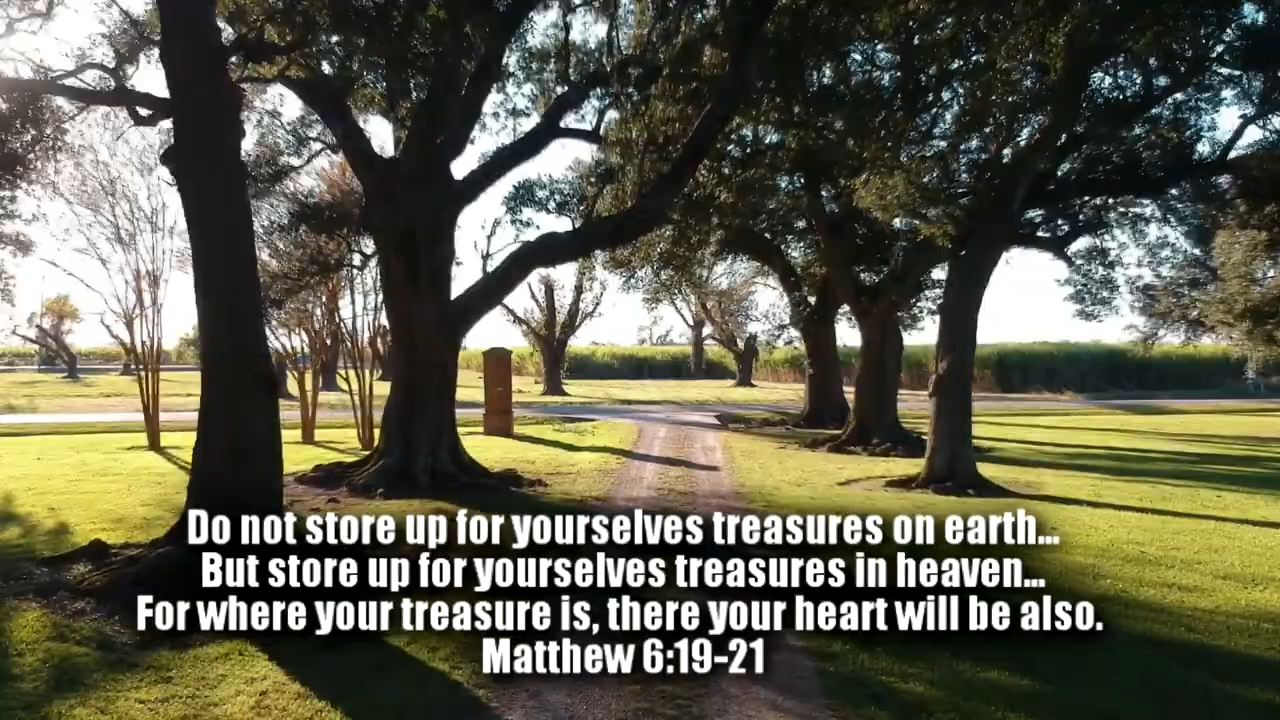 Do not store up for yourselves treasures on earth...
But store up for yourselves treasures in heaven...
For where your treasure is, there your heart will be also.
Matthew 6:19-21